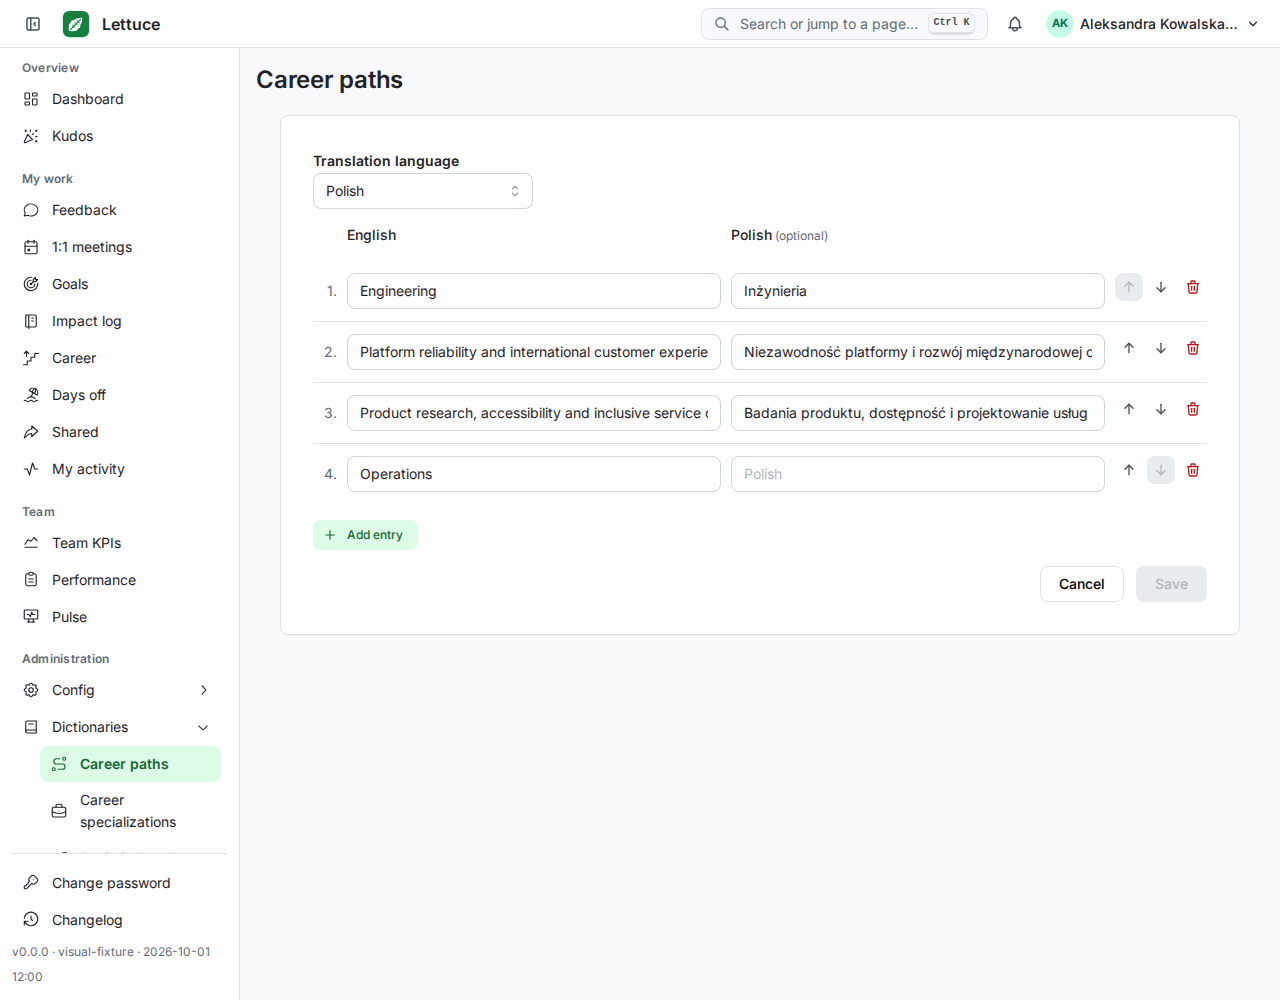 Lettuce
Search or jump to a page...
Ctrl K
AK
Aleksandra Kowalska...
Overview
Dashboard
Kudos
My work
Feedback
1:1 meetings
Goals
Impact log
Career
Days off
Shared
My activity
Team
Team KPIs
Performance
Pulse
Administration
Config
Dictionaries
Career paths
Career
specializations
Change password
Changelog
v0.0.0 · visual-fixture · 2026-10-01
12:00
Career paths
Translation language
Polish
English
Polish (optional)
1.
Engineering
Inżynieria
2.
Platform reliability and international customer experie
Niezawodność platformy i rozwój międzynarodowej
3.
Product research, accessibility and inclusive service
Badania produktu, dostępność i projektowanie usług
4.
Operations
Polish
Add entry
Cancel
Save